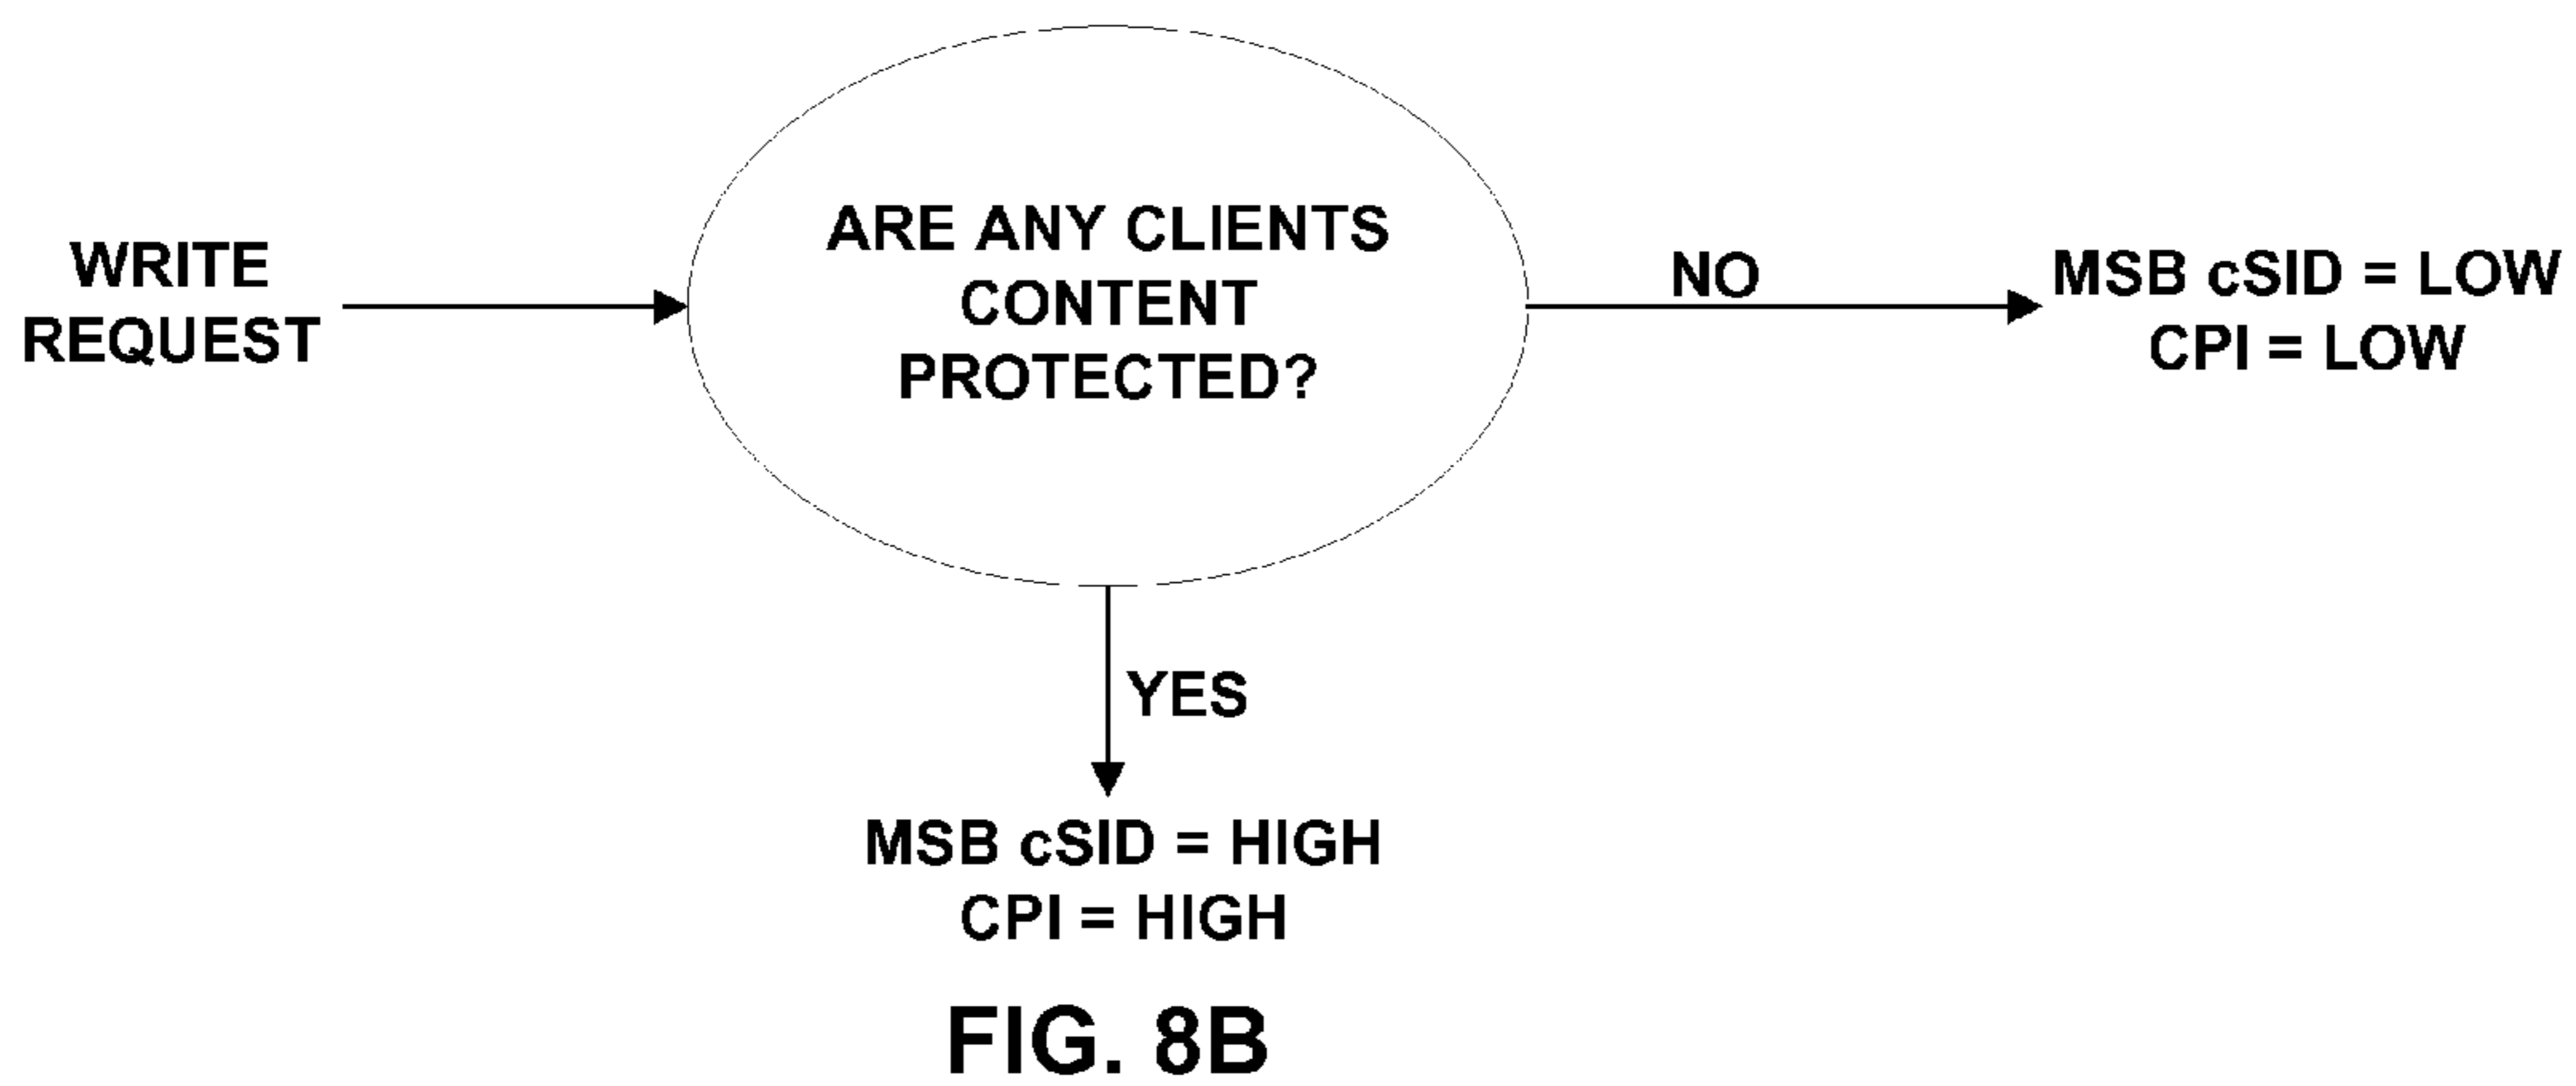 WRITE
REQUEST
ARE ANY CLIENTS
CONTENT
PROTECTED?
NO
MSB cSID = LOW
CPI = LOW
YES
MSB cSID = HIGH
CPI = HIGH
FIG. 8B